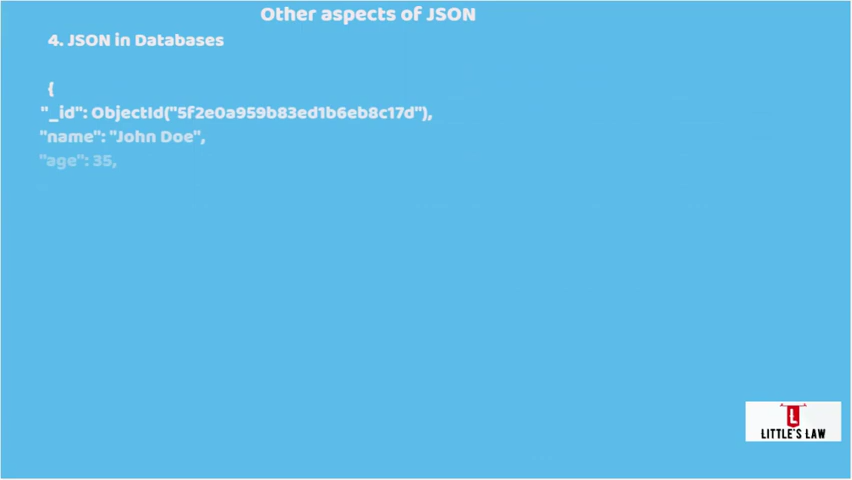 Other aspects of JSON
4. JSON in Databases
{
"_id": ObjectId("5f2e0a959b83ed1b6eb8c17d"),
"name": "John Doe",
"age": 35,
LITTLE'S LAW